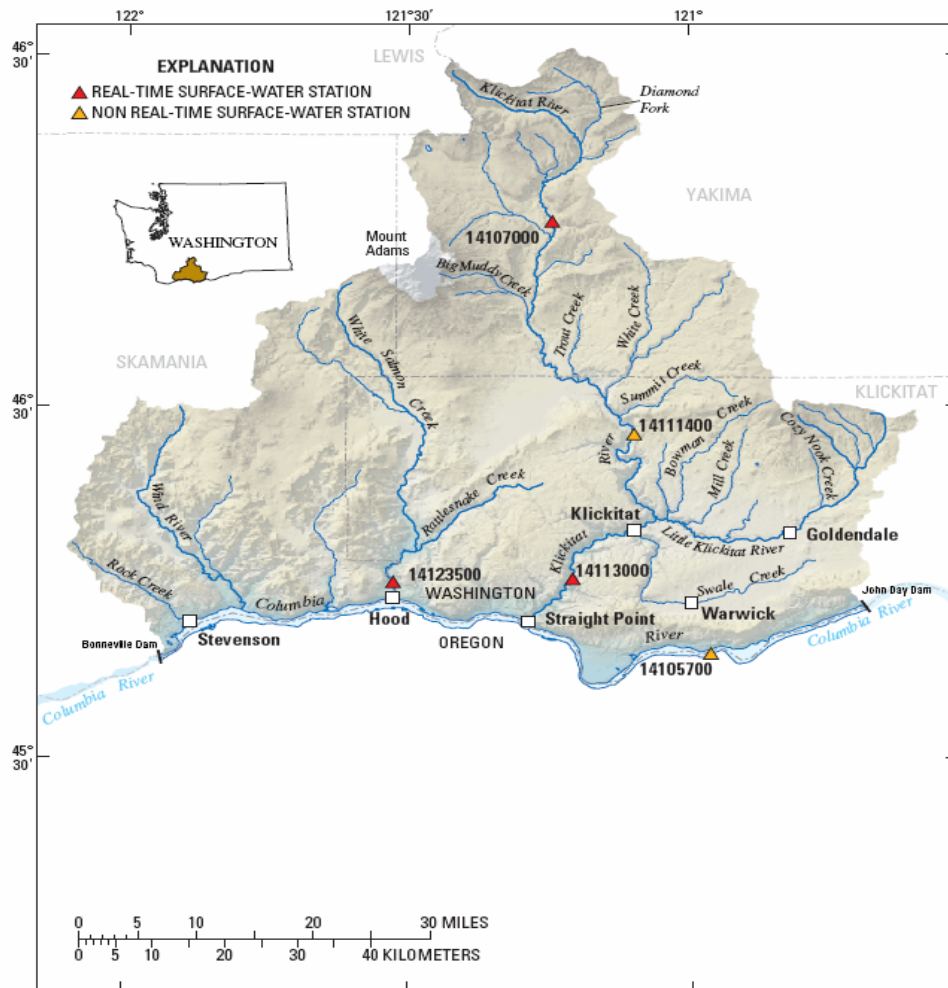 122°
121°30'
121°
46°
30'
LEWIS
EXPLANATION
REAL-TIME SURFACE-WATER STATION
NON REAL-TIME SURFACE-WATER STATION
Klickitat River
Diamond
Fork
YAKIMA
WASHINGTON
Mount
Adams
14107000
Big Muddy Creek
Trout Creek
White Creek
White Salmon Creek
SKAMANIA
Summit Creek
KLICKITAT
46°
30'
14111400
River
Bowman Creek
Mill Creek
Cozy Nook Creek
Wind River
Rattlesnake Creek
Klickitat
Goldendale
Little Klickitat River
Klickitat
Rock Creek
14123500
WASHINGTON
14113000
Swale Creek
John Day Dam
Columbia
Hood
Straight Point
Warwick
Stevenson
OREGON
River
Columbia River
Bonneville Dam
14105700
Columbia River
45°
30'
0 5 10 20 30 MILES
0 5 10 20 30 40 KILOMETERS